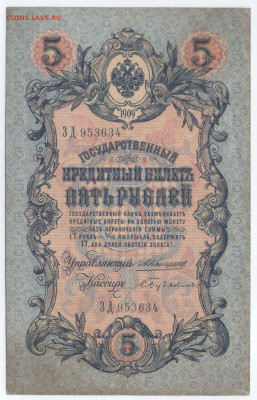 coins.lave.ru
5 5
1909
ЗД 953634
ГОСУДАРСТВЕННЫЙ
КРЕДИТНЫЙ БИЛЕТЪ
ПЯТЬ РУБЛЕЙ
ГОСУДАРСТВЕННЫЙ БАНКЪ РАЗМѢНИВАЕТЪ
КРЕДИТНЫЕ БИЛЕТЫ НА ЗОЛОТУЮ МОНЕТУ
БЕЗЪ ОГРАНИЧЕНІЯ СУММЫ
(1 РУБЛЬ = 1/15 ИМПЕРІАЛА, СОДЕРЖИТЪ
17,424 ДОЛЕЙ ЧИСТАГО ЗОЛОТА)
Управляющій
Кассиръ
ЗД 953634
5